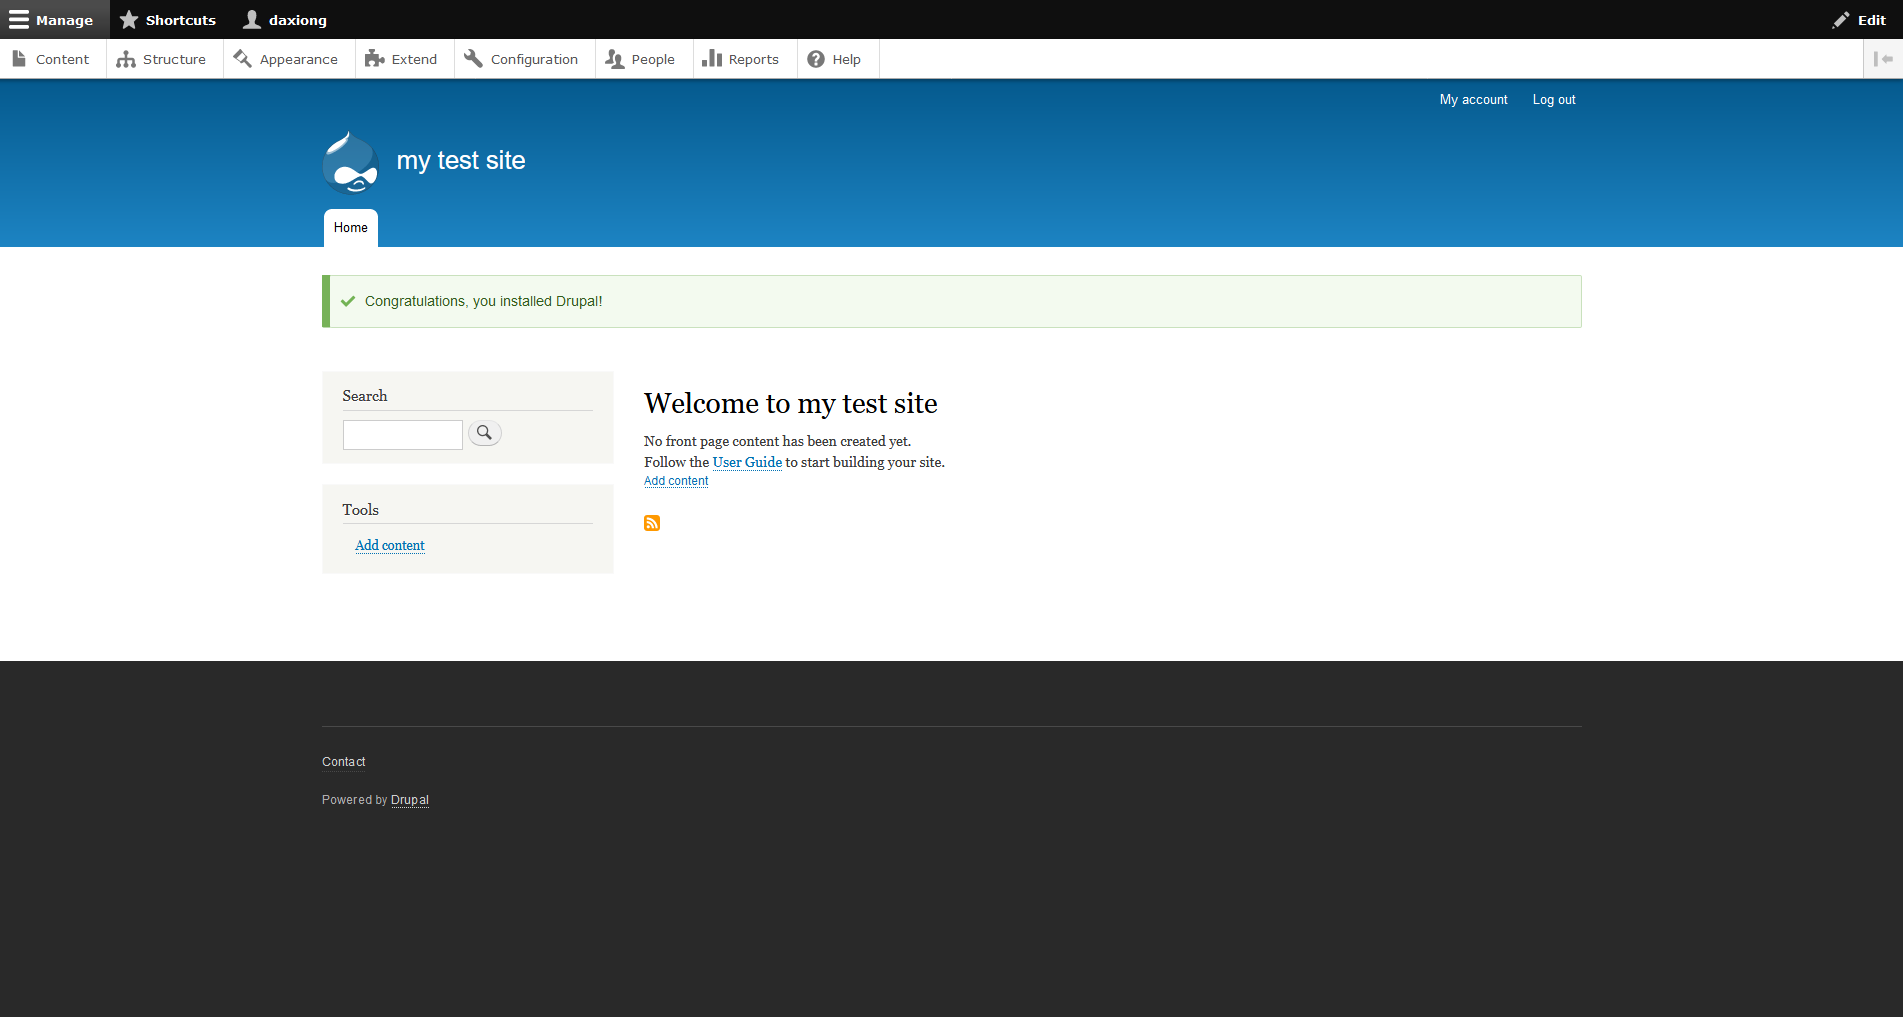 Manage Shortcuts daxiong Edit
Content Structure Appearance Extend Configuration People Reports Help
My account Log out
my test site
Home
Congratulations, you installed Drupal!
Search
Welcome to my test site
No front page content has been created yet.
Follow the User Guide to start building your site.
Add content
Tools
Add content
Contact
Powered by Drupal